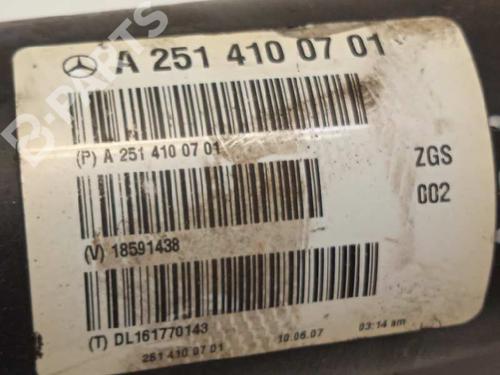 A 251 410 07 01
(P) A 251 410 07 01
ZGS
002
(V) 18591438
(T) DL161770143
251 410 07 01 10.06.07 03:14 am
B-PARTS